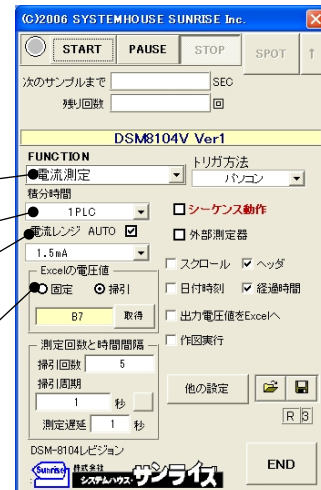 (C)2006 SYSTEMHOUSE SUNRISE Inc.
START PAUSE STOP SPOT ↑
次のサンプルまで SEC
残り回数 回
DSM8104V Ver1
FUNCTION
電流測定
トリガ方法
パソコン
積分時間
1PLC
シーケンス動作
電流レンジ AUTO
外部測定器
1.5mA
スクロール ヘッダ
Excelの電圧値
固定 掃引
日付時刻 経過時間
B7 取得
出力電圧値をExcelへ
作図実行
測定回数と時間間隔
掃引回数 5
掃引周期
1 秒
他の設定
測定遅延 1 秒
R 3
DSM-8104レビジョン
END
Sunrise 株式会社
システムハウス・サンライズ